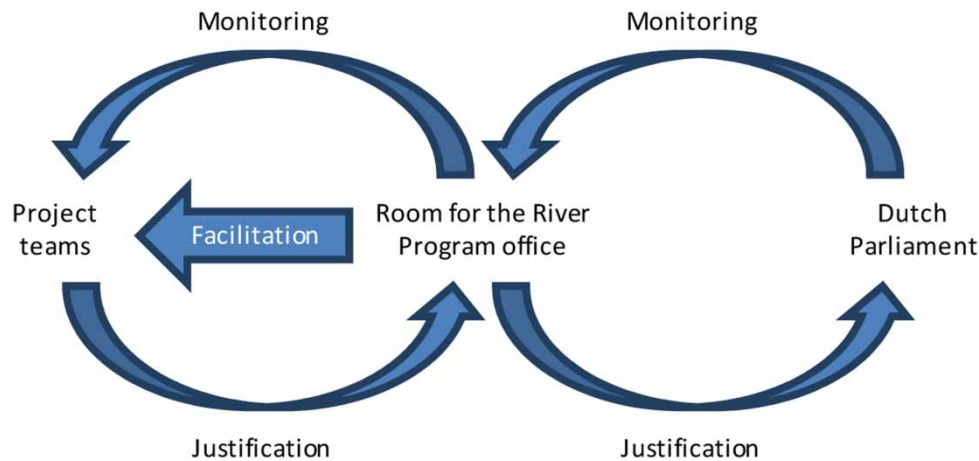 Monitoring
Monitoring
Project
teams
Facilitation
Room for the River
Program office
Dutch
Parliament
Justification
Justification